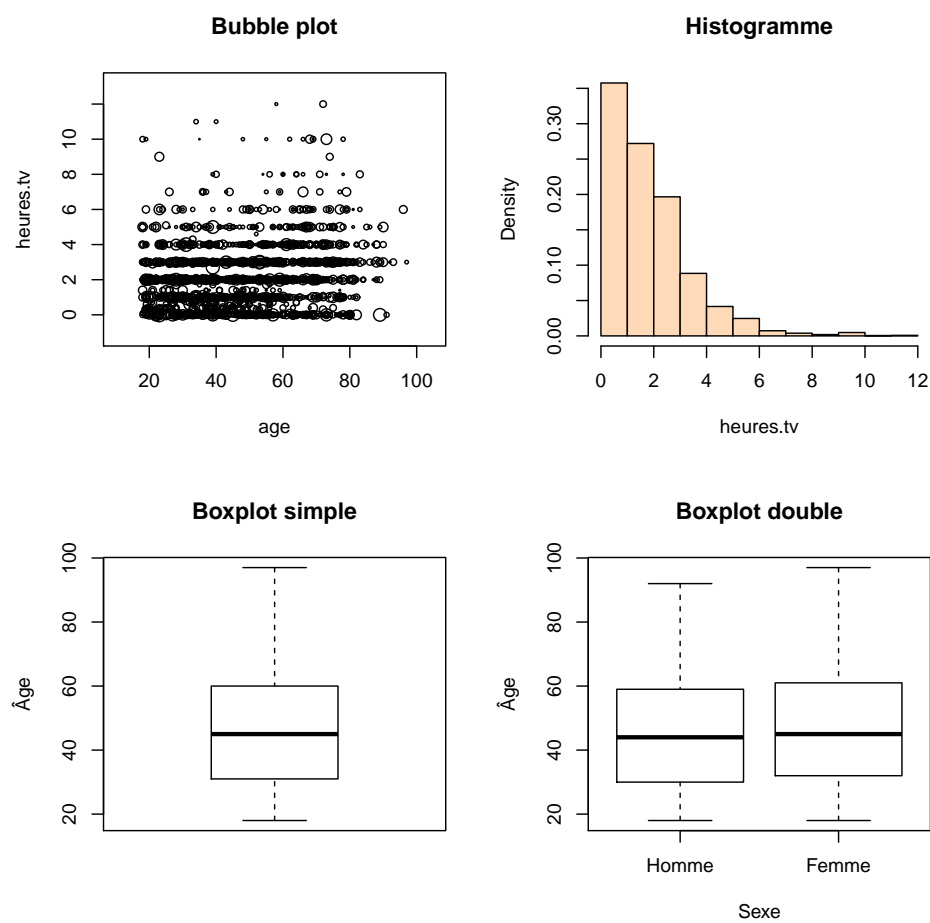 Bubble plot
heures.tv
10
8
6
4
2
0
20 40 60 80 100
age
Histogramme
Density
0.30
0.20
0.10
0.00
0 2 4 6 8 10 12
heures.tv
Boxplot simple
Âge
100
80
60
40
20
Boxplot double
Âge
100
80
60
40
20
Homme Femme
Sexe